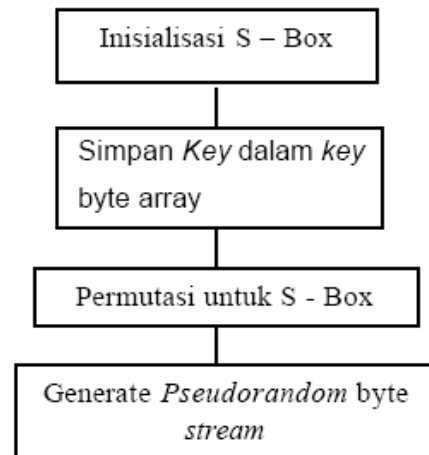 Inisialisasi S – Box
Simpan Key dalam key
byte array
Permutasi untuk S - Box
Generate Pseudorandom byte
stream